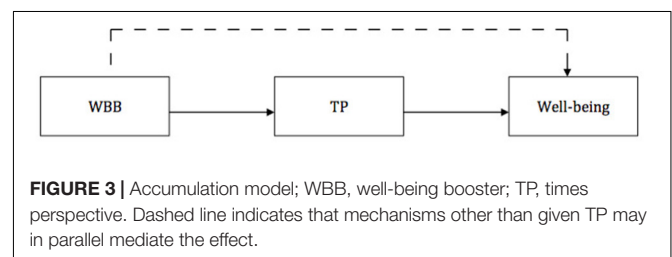 WBB TP Well-being
FIGURE 3 | Accumulation model; WBB, well-being booster; TP, times
perspective. Dashed line indicates that mechanisms other than given TP may
in parallel mediate the effect.